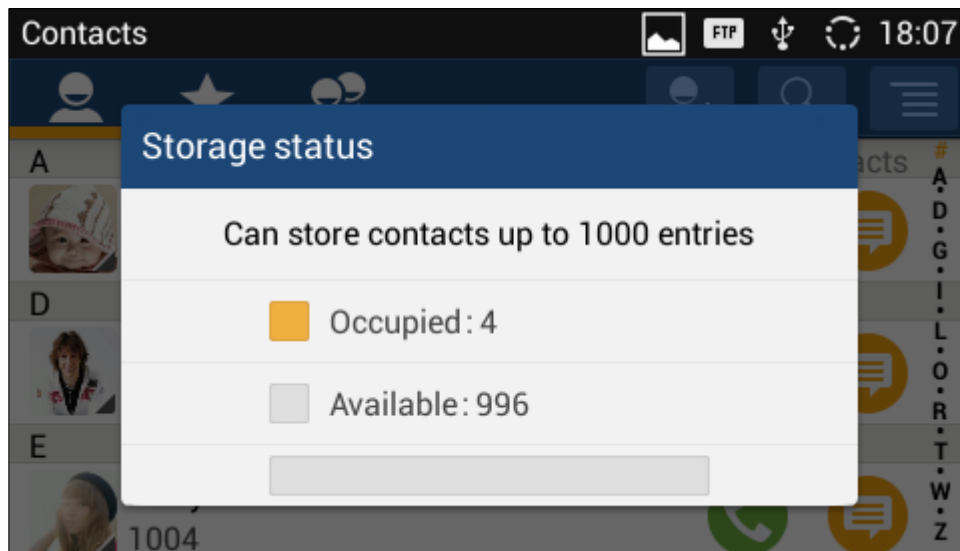 Contacts
FTP
18:07
Storage status
A
#
A
D
G
I
L
O
R
T
W
Z
Can store contacts up to 1000 entries
D
Occupied: 4
Available: 996
E
1004